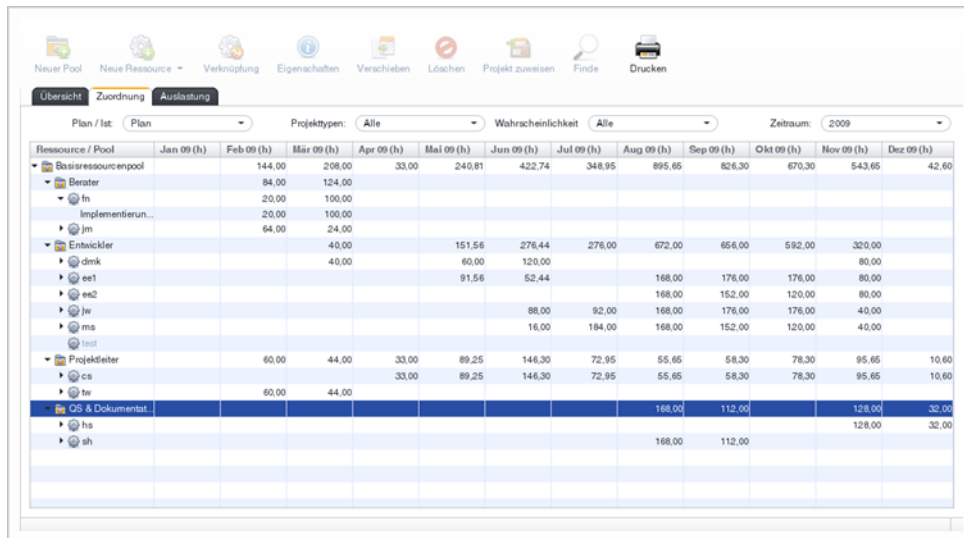 Neuer Pool Neue Ressource Verknüpfung Eigenschaften Verschieben Löschen Projekt zuweisen Finde Drucken
Übersicht Zuordnung Auslastung
Plan / Ist: Plan Projekttypen: Alle Wahrscheinlichkeit Alle Zeitraum: 2009
Ressource / Pool Jan 09 (h) Feb 09 (h) Mär 09 (h) Apr 09 (h) Mai 09 (h) Jun 09 (h) Jul 09 (h) Aug 09 (h) Sep 09 (h) Okt 09 (h) Nov 09 (h) Dez 09 (h)
Basisressourcenpool 144,00 208,00 33,00 240,81 422,74 348,95 895,65 826,30 670,30 543,65 42,60
Berater 84,00 124,00
fn 20,00 100,00
Implementierun... 20,00 100,00
jm 64,00 24,00
Entwickler 40,00 151,56 276,44 276,00 672,00 656,00 592,00 320,00
dmk 40,00 60,00 120,00 80,00
ee1 91,56 52,44 168,00 176,00 176,00 80,00
ee2 168,00 152,00 120,00 80,00
jw 88,00 92,00 168,00 176,00 176,00 40,00
ms 16,00 184,00 168,00 152,00 120,00 40,00
test
Projektleiter 60,00 44,00 33,00 89,25 146,30 72,95 55,65 58,30 78,30 95,65 10,60
cs 33,00 89,25 146,30 72,95 55,65 58,30 78,30 95,65 10,60
tw 60,00 44,00
QS & Dokumentat... 168,00 112,00 128,00 32,00
hs 128,00 32,00
sh 168,00 112,00